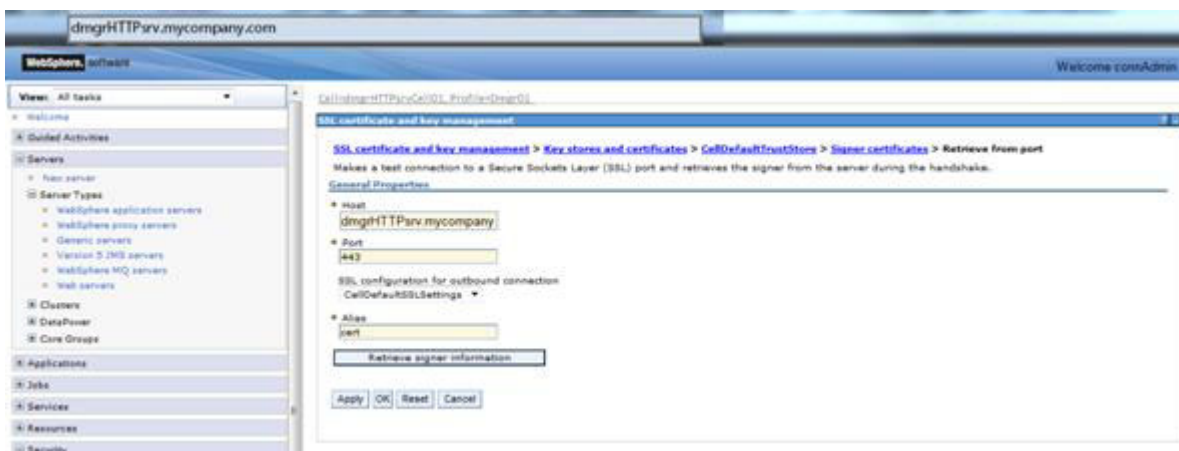 dmgrHTTPsrv.mycompany.com
WebSphere. software
Welcome connAdmin
View: All tasks
Cell=dmgrHTTPsrvCell01, Profile=Dmgr01
Welcome
Guided Activities
Servers
New server
Server Types
WebSphere application servers
WebSphere proxy servers
Generic servers
Version 5 JMS servers
WebSphere MQ servers
Web servers
Clusters
DataPower
Core Groups
Applications
Jobs
Services
Resources
Security
SSL certificate and key management
SSL certificate and key management > Key stores and certificates > CellDefaultTrustStore > Signer certificates > Retrieve from port
Makes a test connection to a Secure Sockets Layer (SSL) port and retrieves the signer from the server during the handshake.
General Properties
* Host
dmgrHTTPsrv.mycompany
* Port
443
SSL configuration for outbound connection
CellDefaultSSLSettings
* Alias
cert
Retrieve signer information
Apply OK Reset Cancel